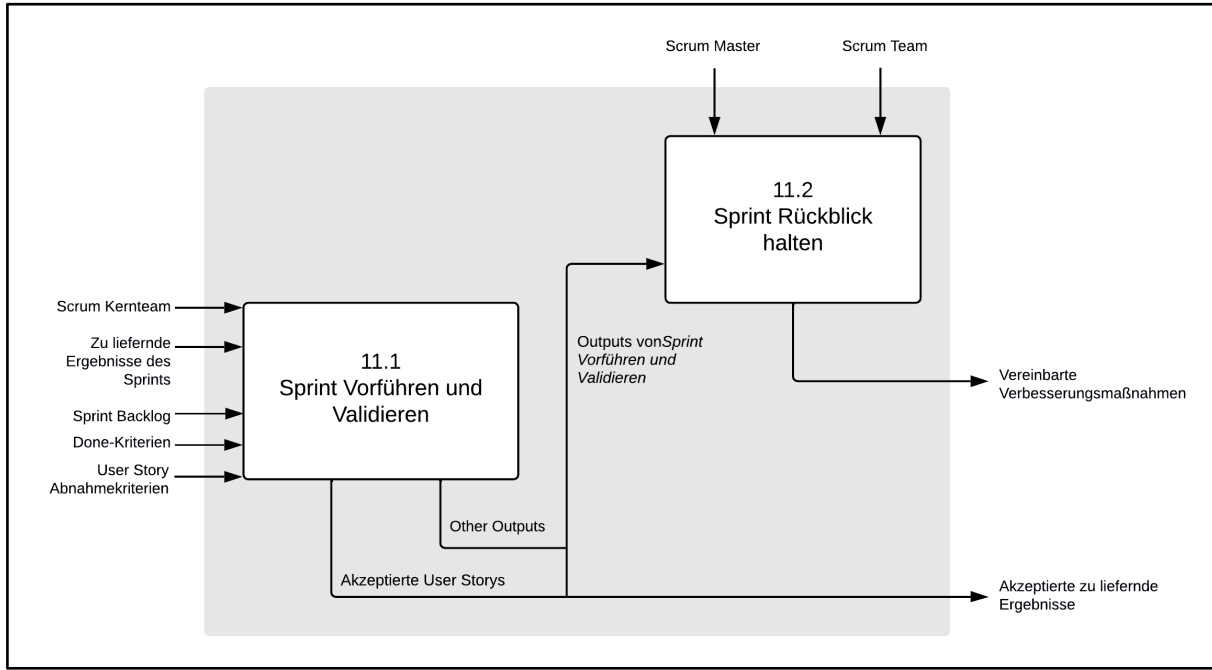 Scrum Master
Scrum Team
11.2
Sprint Rückblick
halten
Scrum Kernteam
Zu liefernde
Ergebnisse des
Sprints
Sprint Backlog
Done-Kriterien
User Story
Abnahmekriterien
11.1
Sprint Vorführen und
Validieren
Outputs vonSprint
Vorführen und
Validieren
Vereinbarte
Verbesserungsmaßnahmen
Other Outputs
Akzeptierte User Storys
Akzeptierte zu liefernde
Ergebnisse